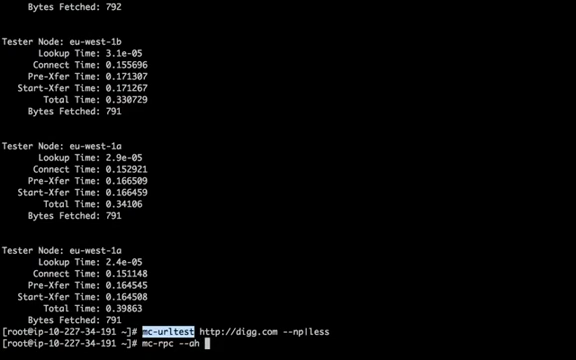 Bytes Fetched: 792
Tester Node: eu-west-1b
Lookup Time: 3.1e-05
Connect Time: 0.155696
Pre-Xfer Time: 0.171307
Start-Xfer Time: 0.171267
Total Time: 0.330729
Bytes Fetched: 791
Tester Node: eu-west-1a
Lookup Time: 2.9e-05
Connect Time: 0.152921
Pre-Xfer Time: 0.166509
Start-Xfer Time: 0.166459
Total Time: 0.34106
Bytes Fetched: 791
Tester Node: eu-west-1a
Lookup Time: 2.4e-05
Connect Time: 0.151148
Pre-Xfer Time: 0.164545
Start-Xfer Time: 0.164508
Total Time: 0.39863
Bytes Fetched: 791
[root@ip-10-227-34-191 ~]# mc-urltest http://digg.com --np|less
[root@ip-10-227-34-191 ~]# mc-rpc --ah